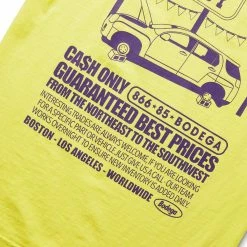 CASH ONLY
866·85·BODEGA
GUARANTEED BEST PRICES
FROM THE NORTHEAST TO THE SOUTHWEST
INTERESTING TRADES ARE ALWAYS WELCOME. IF YOU ARE LOOKING
FOR A SPECIFIC PART OR VEHICLE, JUST GIVE US A CALL - OUR TEAM
WORKS OVERNIGHT TO ENSURE NEW INVENTORY IS ADDED DAILY.
BOSTON - LOS ANGELES - WORLDWIDE
Bodega